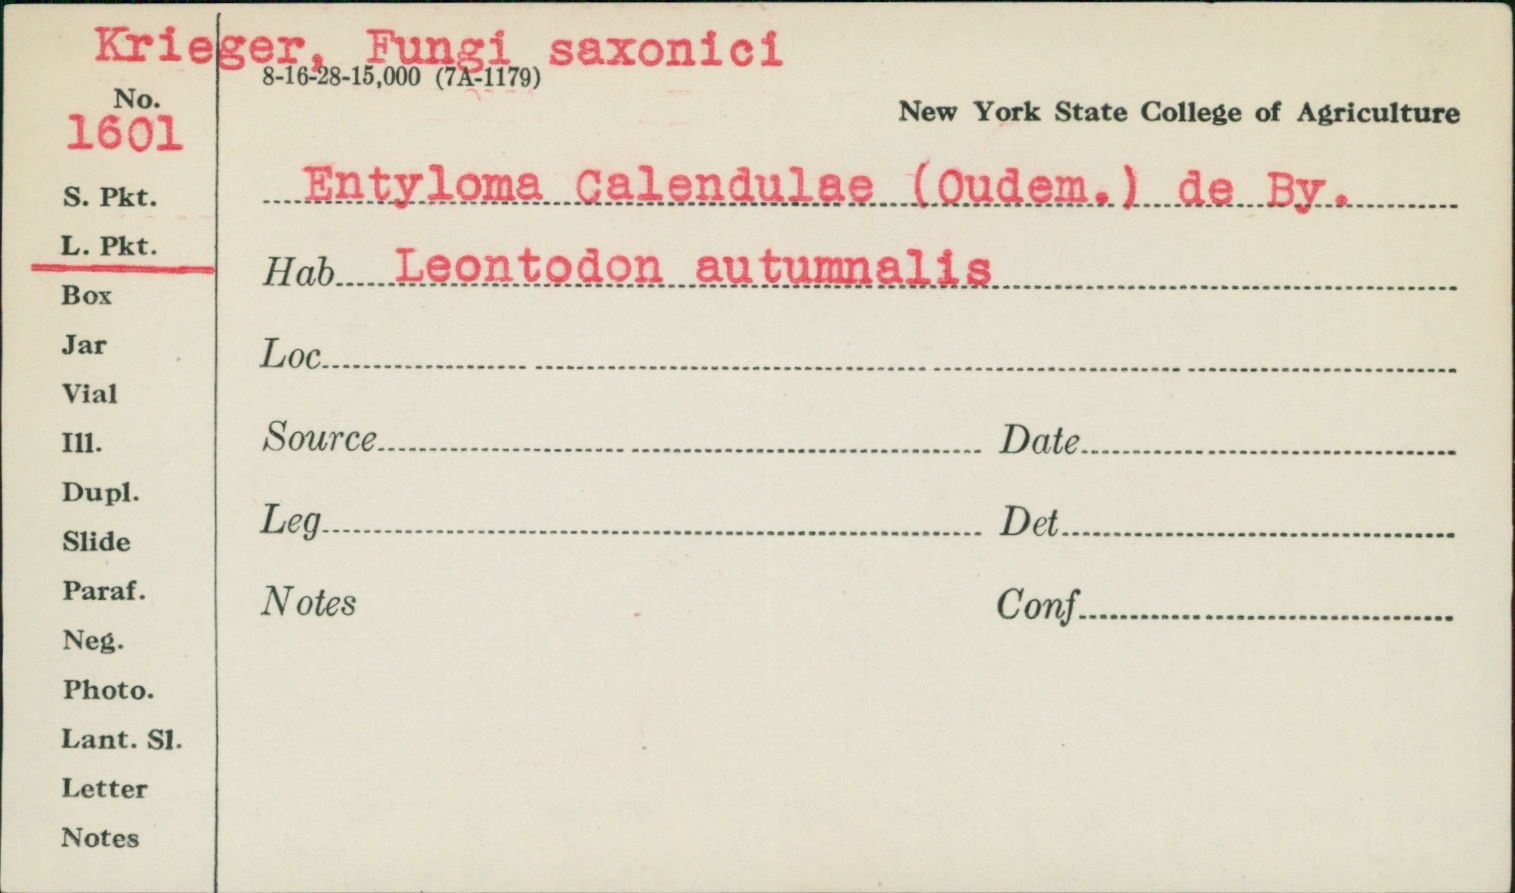 Krieger, Fungi saxonici
8-16-28-15,000 (7A-1179)
No.
1601
New York State College of Agriculture
S. Pkt.
Entyloma Calendulae (Oudem.) de By.
L. Pkt.
Hab. Leontodon autumnalis
Box
Jar
Loc.
Vial
Ill.
Source
Date
Dupl.
Slide
Leg.
Det.
Paraf.
Notes
Conf.
Neg.
Photo.
Lant. Sl.
Letter
Notes